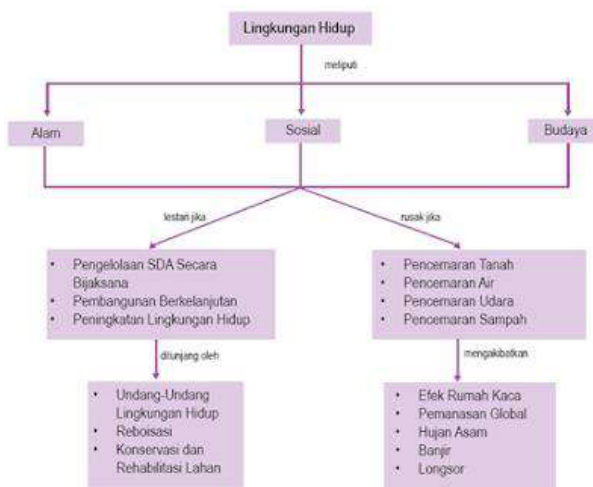 Lingkungan Hidup
meliputi
Alam
Sosial
Budaya
lestari jika
rusak jika
• Pengelolaan SDA Secara
Bijaksana
• Pembangunan Berkelanjutan
• Peningkatan Lingkungan Hidup
• Pencemaran Tanah
• Pencemaran Air
• Pencemaran Udara
• Pencemaran Sampah
ditunjang oleh
mengakibatkan
• Undang-Undang
Lingkungan Hidup
• Reboisasi
• Konservasi dan
Rehabilitasi Lahan
• Efek Rumah Kaca
• Pemanasan Global
• Hujan Asam
• Banjir
• Longsor